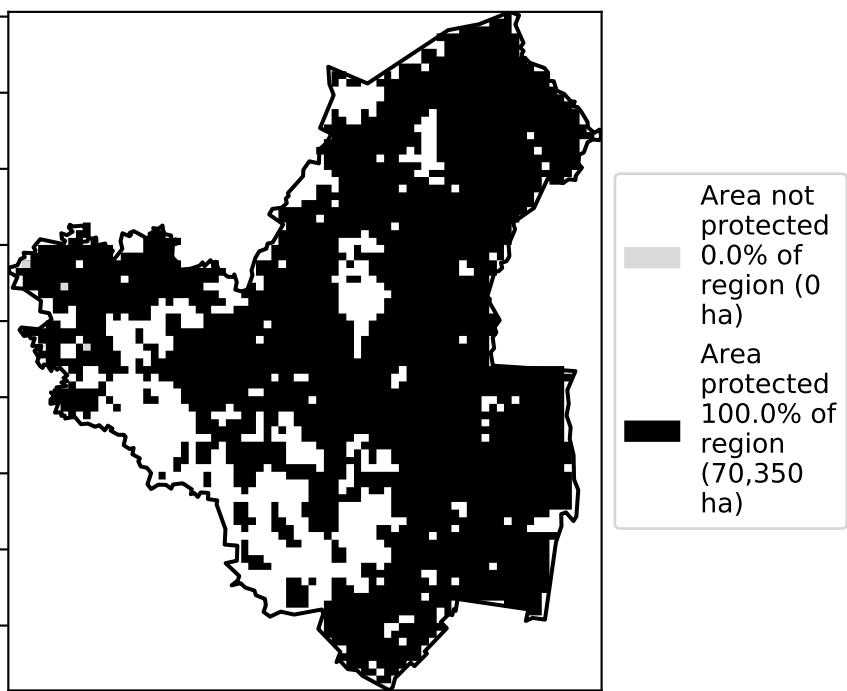 Area not
protected
0.0% of
region (0
ha)
Area
protected
100.0% of
region
(70,350
ha)